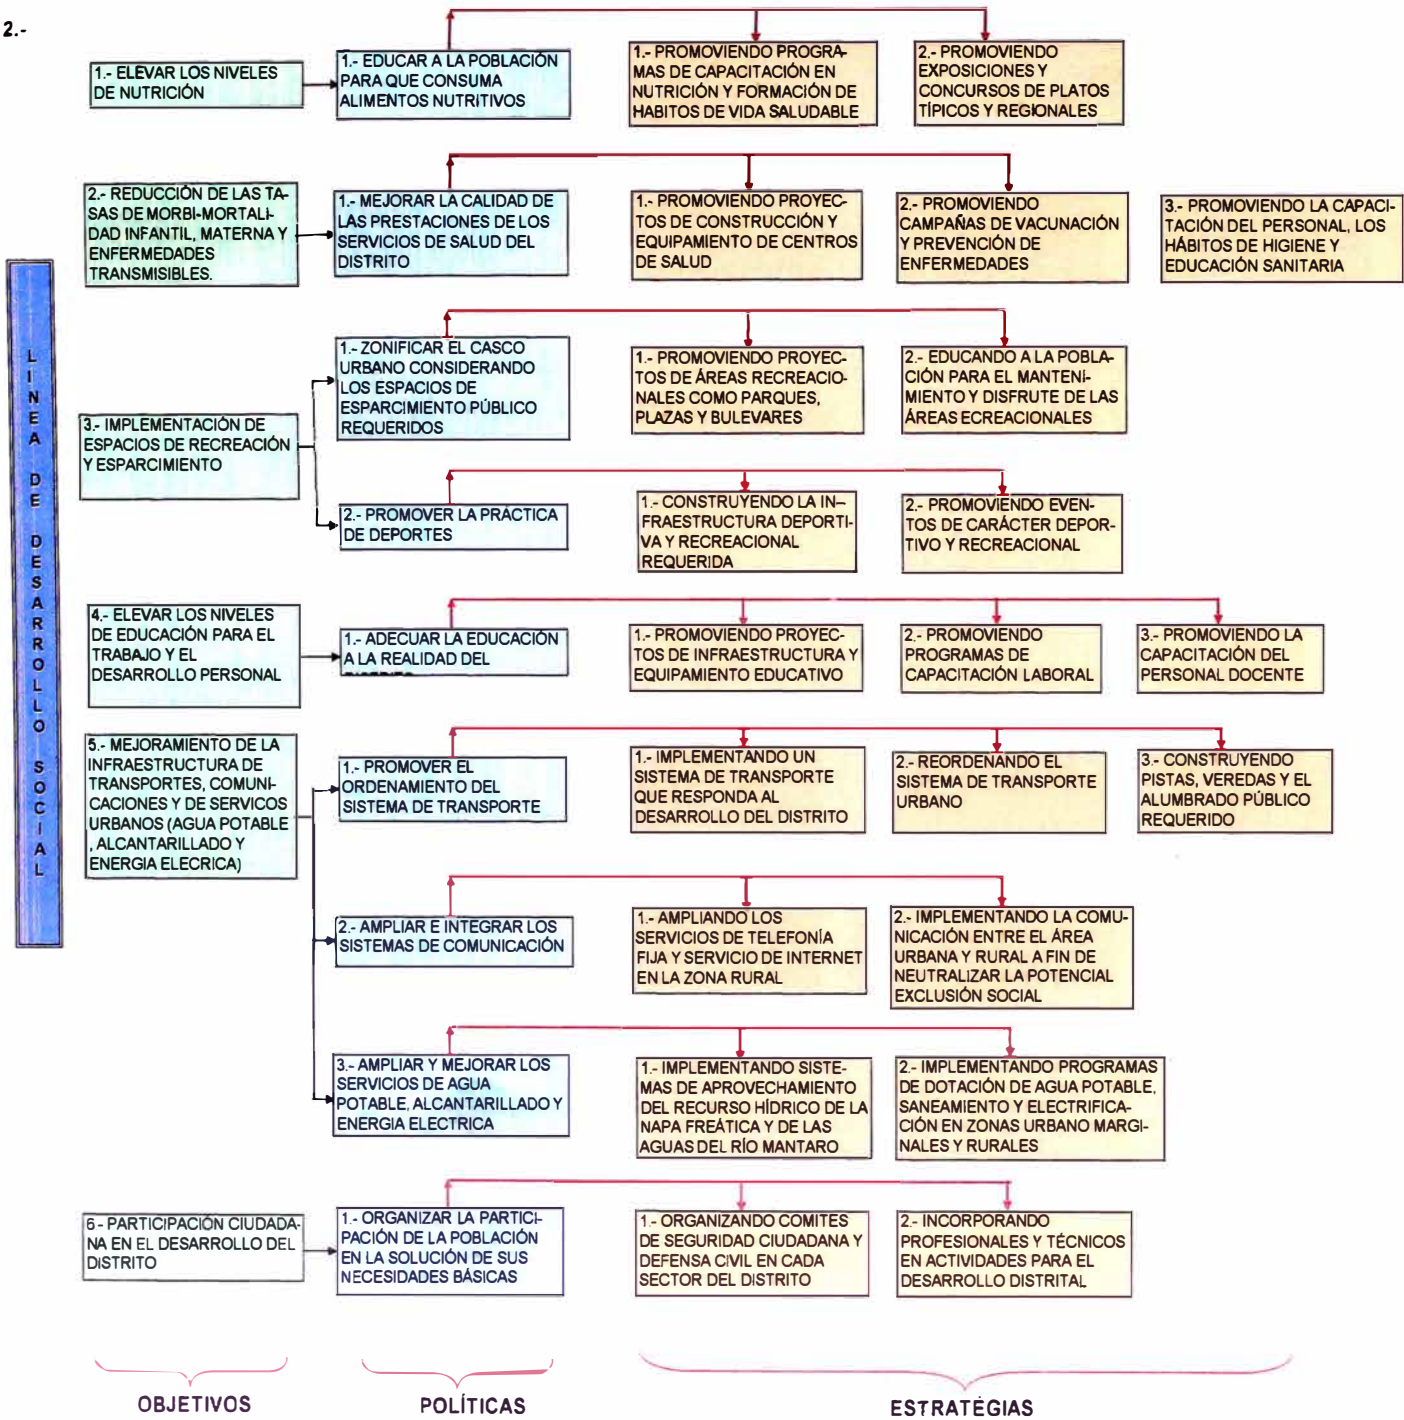 2.-
LINEA DE DESARROLLO SOCIAL
1.- ELEVAR LOS NIVELES
DE NUTRICIÓN
1.- EDUCAR A LA POBLACIÓN
PARA QUE CONSUMA
ALIMENTOS NUTRITIVOS
1.- PROMOVIENDO PROGRA-
MAS DE CAPACITACIÓN EN
NUTRICIÓN Y FORMACIÓN DE
HABITOS DE VIDA SALUDABLE
2.- PROMOVIENDO
EXPOSICIONES Y
CONCURSOS DE PLATOS
TÍPICOS Y REGIONALES
2.- REDUCCIÓN DE LAS TA-
SAS DE MORBI-MORTALI-
DAD INFANTIL, MATERNA Y
ENFERMEDADES
TRANSMISIBLES.
1.- MEJORAR LA CALIDAD DE
LAS PRESTACIONES DE LOS
SERVICIOS DE SALUD DEL
DISTRITO
1.- PROMOVIENDO PROYEC-
TOS DE CONSTRUCCIÓN Y
EQUIPAMIENTO DE CENTROS
DE SALUD
2.- PROMOVIENDO
CAMPAÑAS DE VACUNACIÓN
Y PREVENCIÓN DE
ENFERMEDADES
3.- PROMOVIENDO LA CAPACI-
TACIÓN DEL PERSONAL, LOS
HÁBITOS DE HIGIENE Y
EDUCACIÓN SANITARIA
3.- IMPLEMENTACIÓN DE
ESPACIOS DE RECREACIÓN
Y ESPARCIMIENTO
1.- ZONIFICAR EL CASCO
URBANO CONSIDERANDO
LOS ESPACIOS DE
ESPARCIMIENTO PÚBLICO
REQUERIDOS
1.- PROMOVIENDO PROYEC-
TOS DE ÁREAS RECREACIO-
NALES COMO PARQUES,
PLAZAS Y BULEVARES
2.- EDUCANDO A LA POBLA-
CIÓN PARA EL MANTENI-
MIENTO Y DISFRUTE DE LAS
ÁREAS ECREACIONALES
2.- PROMOVER LA PRÁCTICA
DE DEPORTES
1.- CONSTRUYENDO LA IN-
FRAESTRUCTURA DEPORTI-
VA Y RECREACIONAL
REQUERIDA
2.- PROMOVIENDO EVEN-
TOS DE CARÁCTER DEPOR-
TIVO Y RECREACIONAL
4.- ELEVAR LOS NIVELES
DE EDUCACIÓN PARA EL
TRABAJO Y EL
DESARROLLO PERSONAL
1.- ADECUAR LA EDUCACIÓN
A LA REALIDAD DEL
1.- PROMOVIENDO PROYEC-
TOS DE INFRAESTRUCTURA Y
EQUIPAMIENTO EDUCATIVO
2.- PROMOVIENDO
PROGRAMAS DE
CAPACITACIÓN LABORAL
3.- PROMOVIENDO LA
CAPACITACIÓN DEL
PERSONAL DOCENTE
5.- MEJORAMIENTO DE LA
INFRAESTRUCTURA DE
TRANSPORTES, COMUNI-
CACIONES Y DE SERVICOS
URBANOS (AGUA POTABLE
, ALCANTARILLADO Y
ENERGIA ELECRICA)
1.- PROMOVER EL
ORDENAMIENTO DEL
SISTEMA DE TRANSPORTE
1.- IMPLEMENTANDO UN
SISTEMA DE TRANSPORTE
QUE RESPONDA AL
DESARROLLO DEL DISTRITO
2.- REORDENANDO EL
SISTEMA DE TRANSPORTE
URBANO
3.- CONSTRUYENDO
PISTAS, VEREDAS Y EL
ALUMBRADO PÚBLICO
REQUERIDO
2.- AMPLIAR E INTEGRAR LOS
SISTEMAS DE COMUNICACIÓN
1.- AMPLIANDO LOS
SERVICIOS DE TELEFONÍA
FIJA Y SERVICIO DE INTERNET
EN LA ZONA RURAL
2.- IMPLEMENTANDO LA COMU-
NICACIÓN ENTRE EL ÁREA
URBANA Y RURAL A FIN DE
NEUTRALIZAR LA POTENCIAL
EXCLUSIÓN SOCIAL
3.- AMPLIAR Y MEJORAR LOS
SERVICIOS DE AGUA
POTABLE, ALCANTARILLADO Y
ENERGIA ELECTRICA
1.- IMPLEMENTANDO SISTE-
MAS DE APROVECHAMIENTO
DEL RECURSO HÍDRICO DE LA
NAPA FREÁTICA Y DE LAS
AGUAS DEL RÍO MANTARO
2.- IMPLEMENTANDO PROGRAMAS
DE DOTACIÓN DE AGUA POTABLE,
SANEAMIENTO Y ELECTRIFICA-
CIÓN EN ZONAS URBANO MARGI-
NALES Y RURALES
6.- PARTICIPACIÓN CIUDADA-
NA EN EL DESARROLLO DEL
DISTRITO
1.- ORGANIZAR LA PARTICI-
PACIÓN DE LA POBLACIÓN
EN LA SOLUCIÓN DE SUS
NECESIDADES BÁSICAS
1.- ORGANIZANDO COMITES
DE SEGURIDAD CIUDADANA Y
DEFENSA CIVIL EN CADA
SECTOR DEL DISTRITO
2.- INCORPORANDO
PROFESIONALES Y TÉCNICOS
EN ACTIVIDADES PARA EL
DESARROLLO DISTRITAL
OBJETIVOS
POLÍTICAS
ESTRATÉGIAS